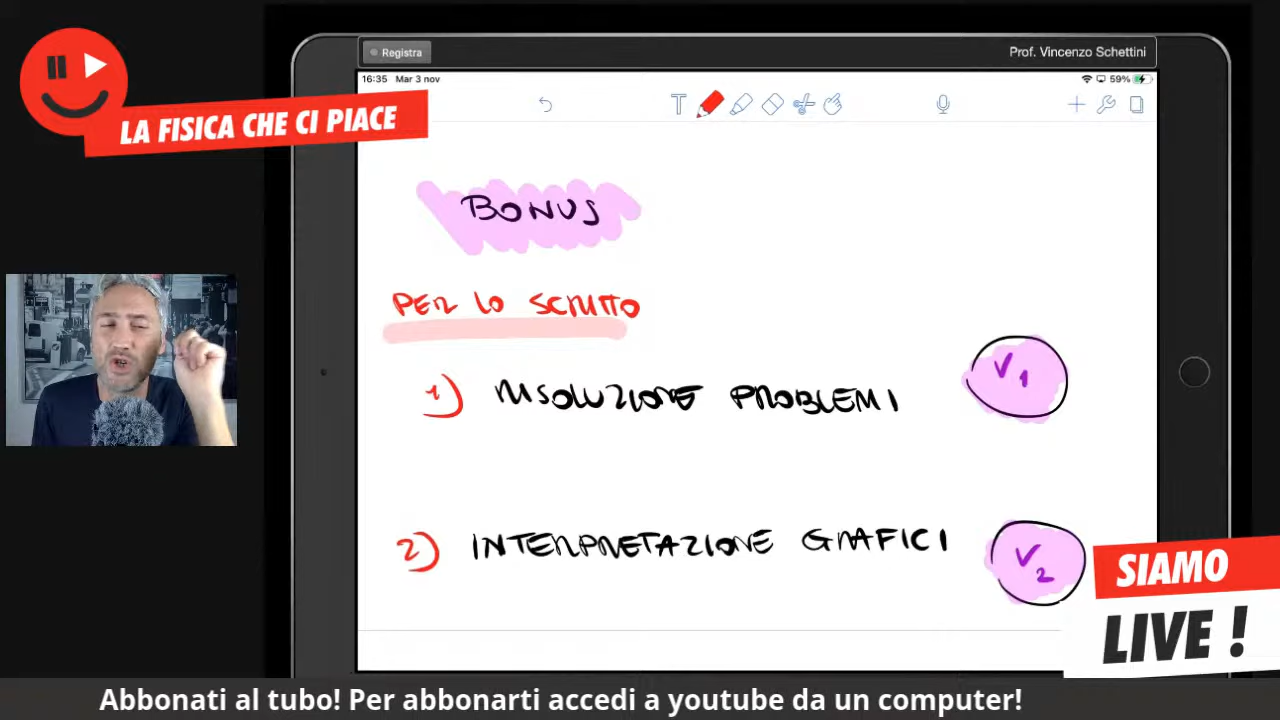 LA FISICA CHE CI PIACE
Registra
Prof. Vincenzo Schettini
16:35 Mar 3 nov
59%
T
BONUS
PER LO SCRITTO
1) RISOLUZIONE PROBLEMI
V1
2) INTERPRETAZIONE GRAFICI
V2
SIAMO
LIVE !
Abbonati al tubo! Per abbonarti accedi a youtube da un computer!